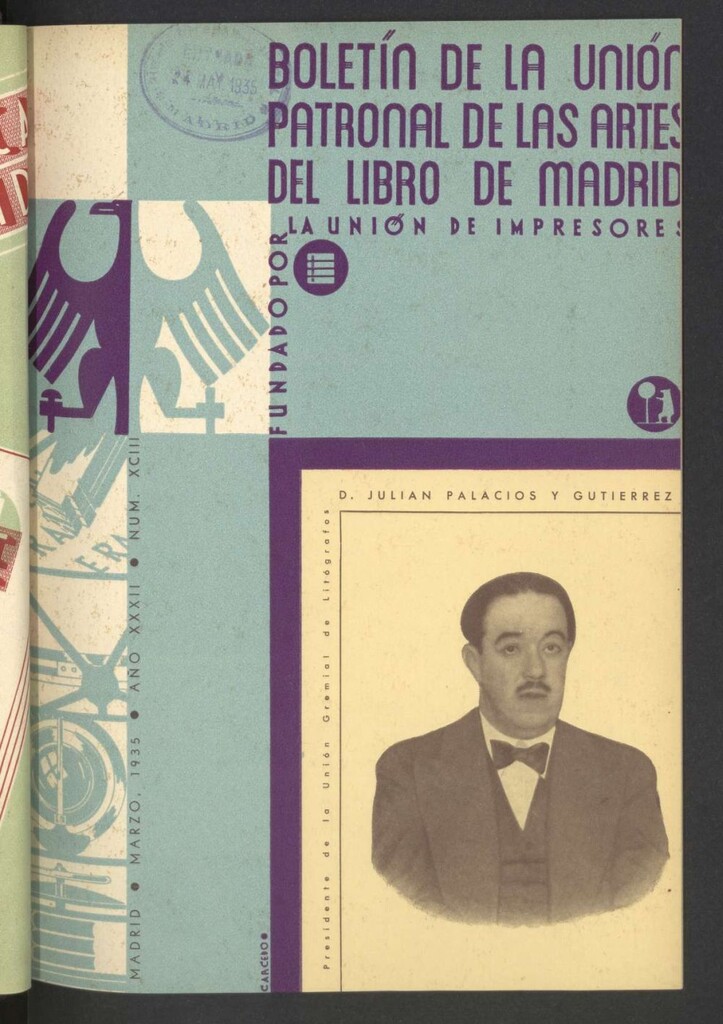 BOLETÍN DE LA UNIÓN
PATRONAL DE LAS ARTES
DEL LIBRO DE MADRID
FUNDADO POR
LA UNIÓN DE IMPRESORES
ENTRADA
24 MAY. 1935
MADRID
D. JULIAN PALACIOS Y GUTIERREZ
Presidente de la Unión Gremial de Litógrafos
MADRID ● MARZO, 1935 ● AÑO XXXII ● NUM. XCIII
CARCEDO●